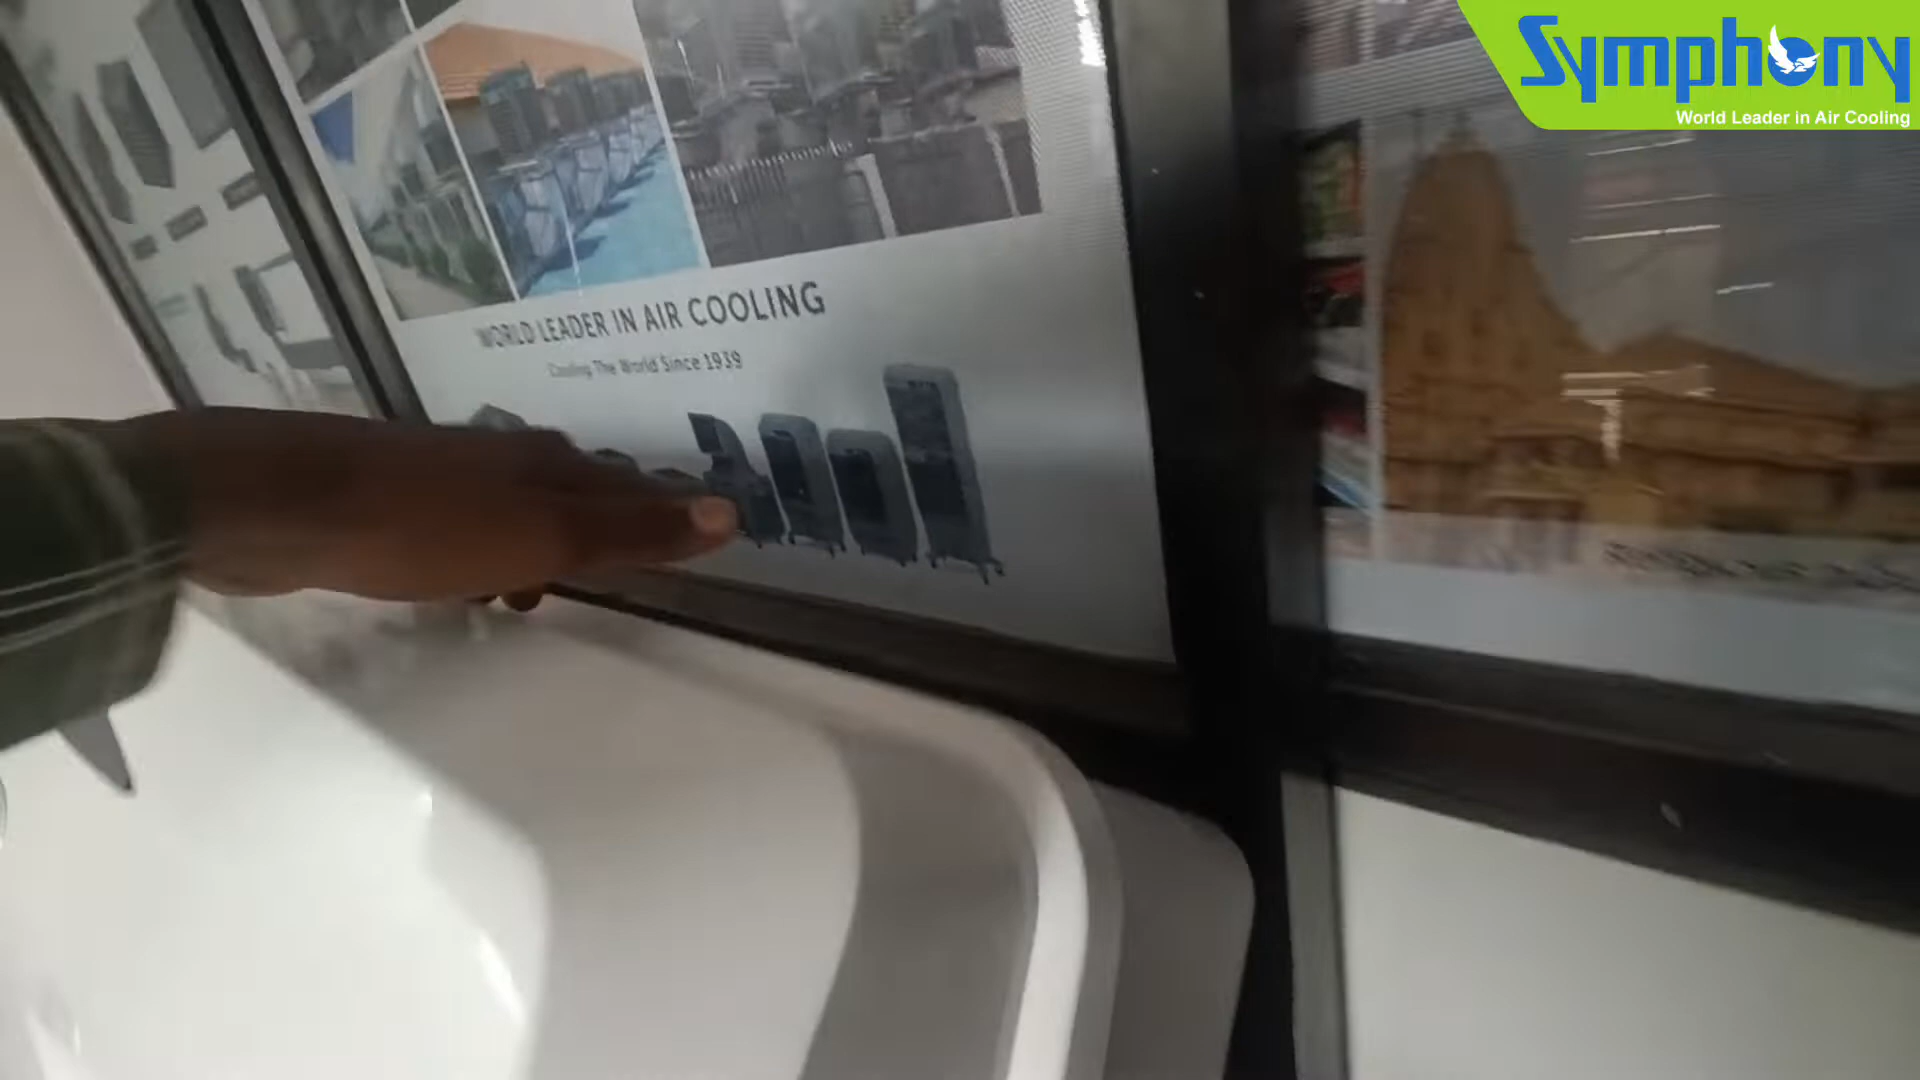 Symphony
World Leader in Air Cooling
WORLD LEADER IN AIR COOLING
Cooling The World Since 1939